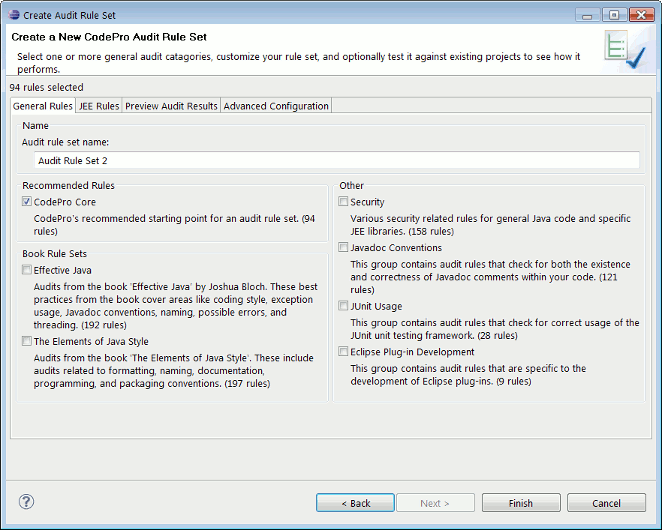 Create Audit Rule Set
Create a New CodePro Audit Rule Set
Select one or more general audit catagories, customize your rule set, and optionally test it against existing projects to see how it
performs.
94 rules selected
General Rules JEE Rules Preview Audit Results Advanced Configuration
Name
Audit rule set name:
Audit Rule Set 2
Recommended Rules
CodePro Core
CodePro's recommended starting point for an audit rule set. (94
rules)
Book Rule Sets
Effective Java
Audits from the book 'Effective Java' by Joshua Bloch. These best
practices from the book cover areas like coding style, exception
usage, Javadoc conventions, naming, possible errors, and
threading. (192 rules)
The Elements of Java Style
Audits from the book 'The Elements of Java Style'. These include
audits related to formatting, naming, documentation,
programming, and packaging conventions. (197 rules)
Other
Security
Various security related rules for general Java code and specific
JEE libraries. (158 rules)
Javadoc Conventions
This group contains audit rules that check for both the existence
and correctness of Javadoc comments within your code. (121
rules)
JUnit Usage
This group contains audit rules that check for correct usage of the
JUnit unit testing framework. (28 rules)
Eclipse Plug-in Development
This group contains audit rules that are specific to the
development of Eclipse plug-ins. (9 rules)
? < Back Next > Finish Cancel